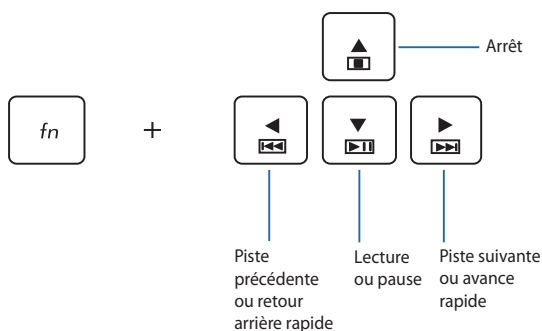 Arrêt
fn
+
Piste
précédente
ou retour
arrière rapide
Lecture
ou pause
Piste suivante
ou avance
rapide